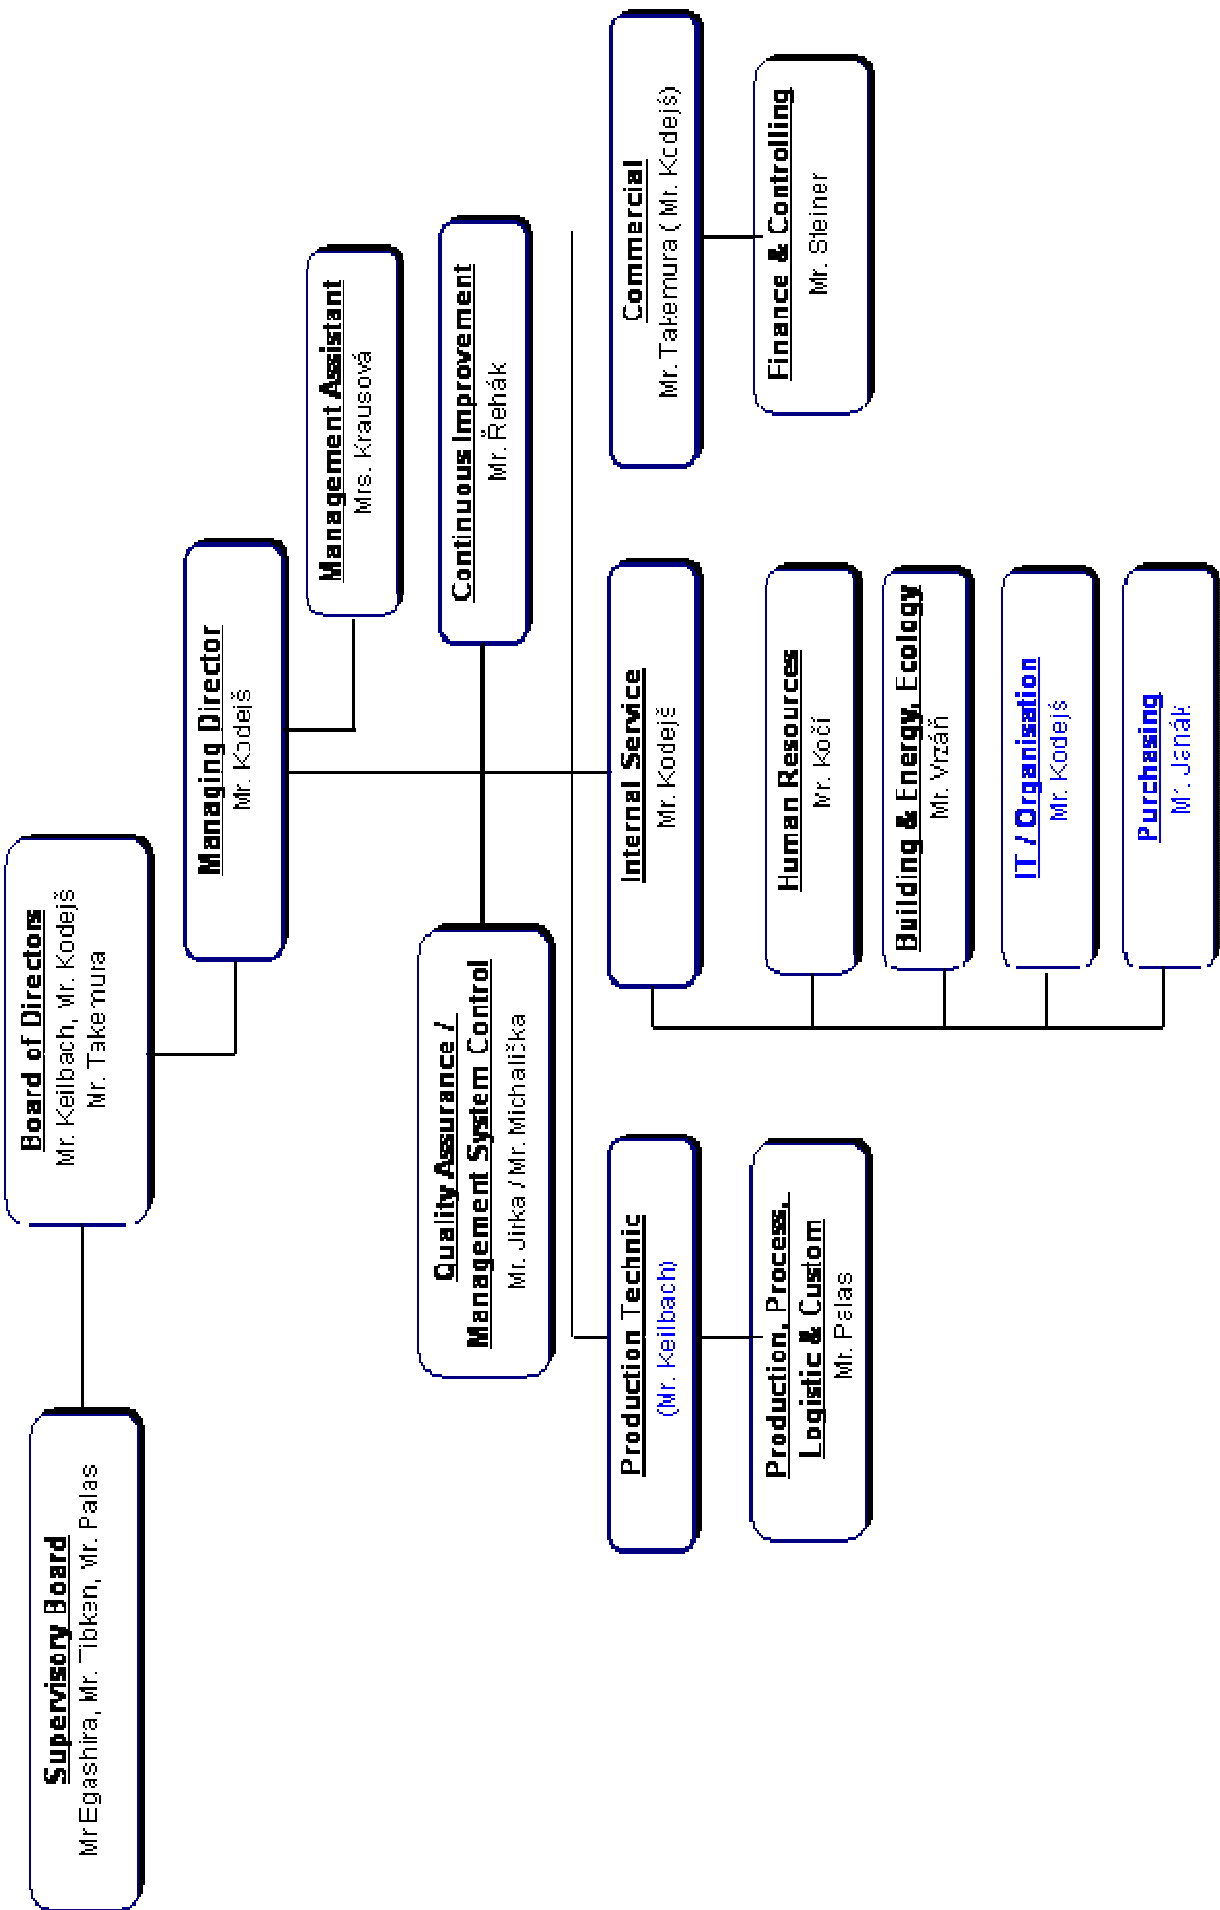 Supervisory Board
Mr Egashira, Mr. Tibken, Mr. Palas
Board of Directors
Mr. Keilbach, Mr. Kodejš
Mr. Takemura
Managing Director
Mr. Kodejš
Management Assistant
Mrs. Krausová
Quality Assurance /
Management System Control
Mr. Jirka / Mr. Michalička
Continuous Improvement
Mr. Řehák
Production Technic
(Mr. Keilbach)
Internal Service
Mr. Kodejš
Commercial
Mr. Takemura ( Mr. Kodejš)
Production, Process,
Logistic & Custom
Mr. Palas
Human Resources
Mr. Kočí
Building & Energy, Ecology
Mr. Vrzáň
IT / Organisation
Mr. Kodejš
Purchasing
Mr. Janák
Finance & Controlling
Mr. Steiner